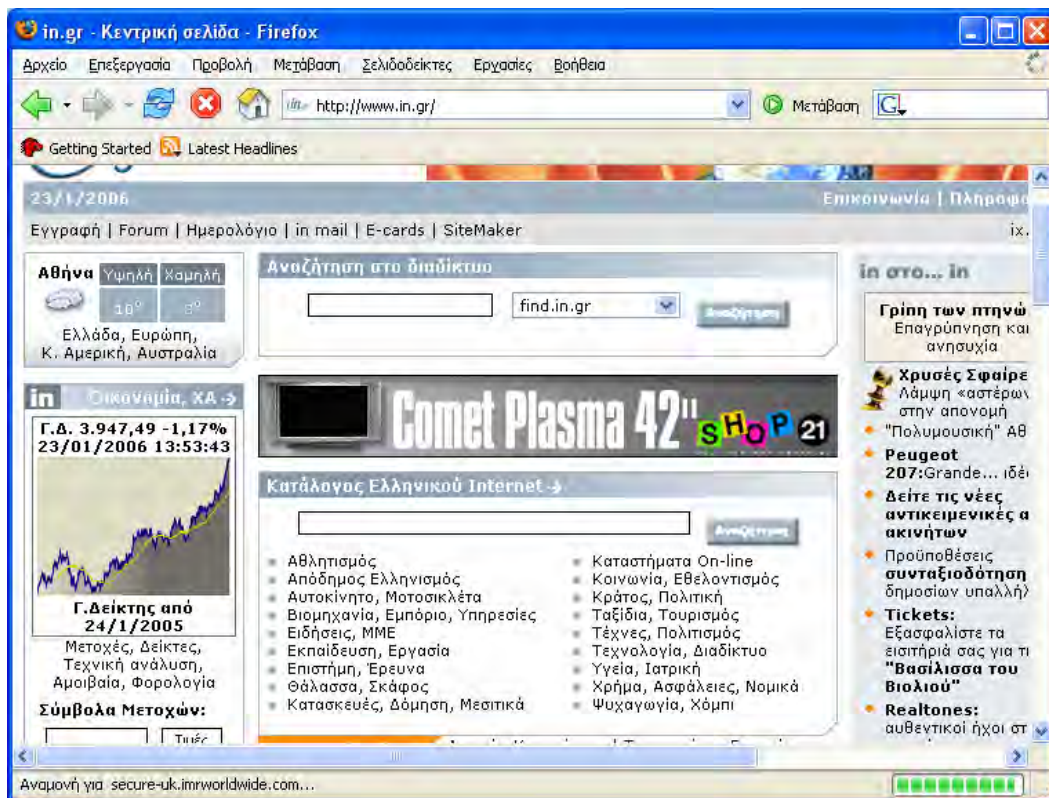 in.gr - Κεντρική σελίδα - Firefox
Αρχείο Επεξεργασία Προβολή Μετάβαση Σελιδοδείκτες Εργασίες Βοήθεια
http://www.in.gr/ Μετάβαση G
Getting Started Latest Headlines
23/1/2006 Επικοινωνία |
Εγγραφή | Forum | Ημερολόγιο | in mail | E-cards | SiteMaker ix.
Αθήνα Υψηλή Χαμηλή
Ελλάδα, Ευρώπη,
Κ. Αμερική, Αυστραλία
Αναζήτηση στο διαδίκτυο
find.in.gr Αναζήτηση
in Οικονομία, ΧΑ
Γ.Δ. 3.947,49 -1,17%
23/01/2006 13:53:43
Γ.Δείκτης από
24/1/2005
Μετοχές, Δείκτες,
Τεχνική ανάλυση,
Αμοιβαία, Φορολογία
Σύμβολα Μετοχών:
Τιμές
Comet Plasma 42" SHOP 21
Κατάλογος Ελληνικού Internet
Αναζήτηση
Αθλητισμός
Απόδημος Ελληνισμός
Αυτοκίνητο, Μοτοσικλέτα
Βιομηχανία, Εμπόριο, Υπηρεσίες
Ειδήσεις, ΜΜΕ
Εκπαίδευση, Εργασία
Επιστήμη, Έρευνα
Θάλασσα, Σκάφος
Κατασκευές, Δόμηση, Μεσιτικά
Καταστήματα On-line
Κοινωνία, Εθελοντισμός
Κράτος, Πολιτική
Ταξίδια, Τουρισμός
Τέχνες, Πολιτισμός
Τεχνολογία, Διαδίκτυο
Υγεία, Ιατρική
Χρήμα, Ασφάλειες, Νομικά
Ψυχαγωγία, Χόμπι
in στο... in
Γρίπη των πτηνώ
Επαγρύπνηση και
ανησυχία
Χρυσές Σφαίρε
Λάμψη «αστέρων
στην απονομή
"Πολυμουσική" Αθ
Peugeot
207:Grande... ιδέ
Δείτε τις νέες
αντικειμενικές α
ακινήτων
Προϋποθέσεις
συνταξιοδότηση
δημοσίων υπαλλή
Tickets:
Εξασφαλίστε τα
εισιτήριά σας για τι
"Βασίλισσα του
Βιολιού"
Realtones:
αυθεντικοί ήχοι στ
Αναμονή για secure-uk.imrworldwide.com...